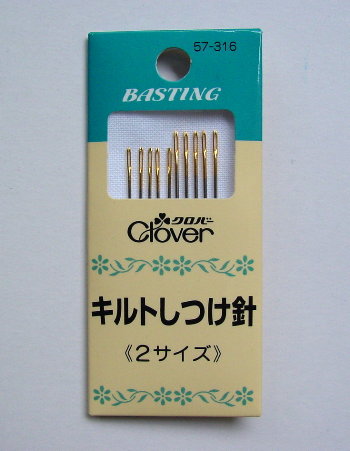 57-316
BASTING
クロバー
Clover
キルトしつけ針
《2サイズ》